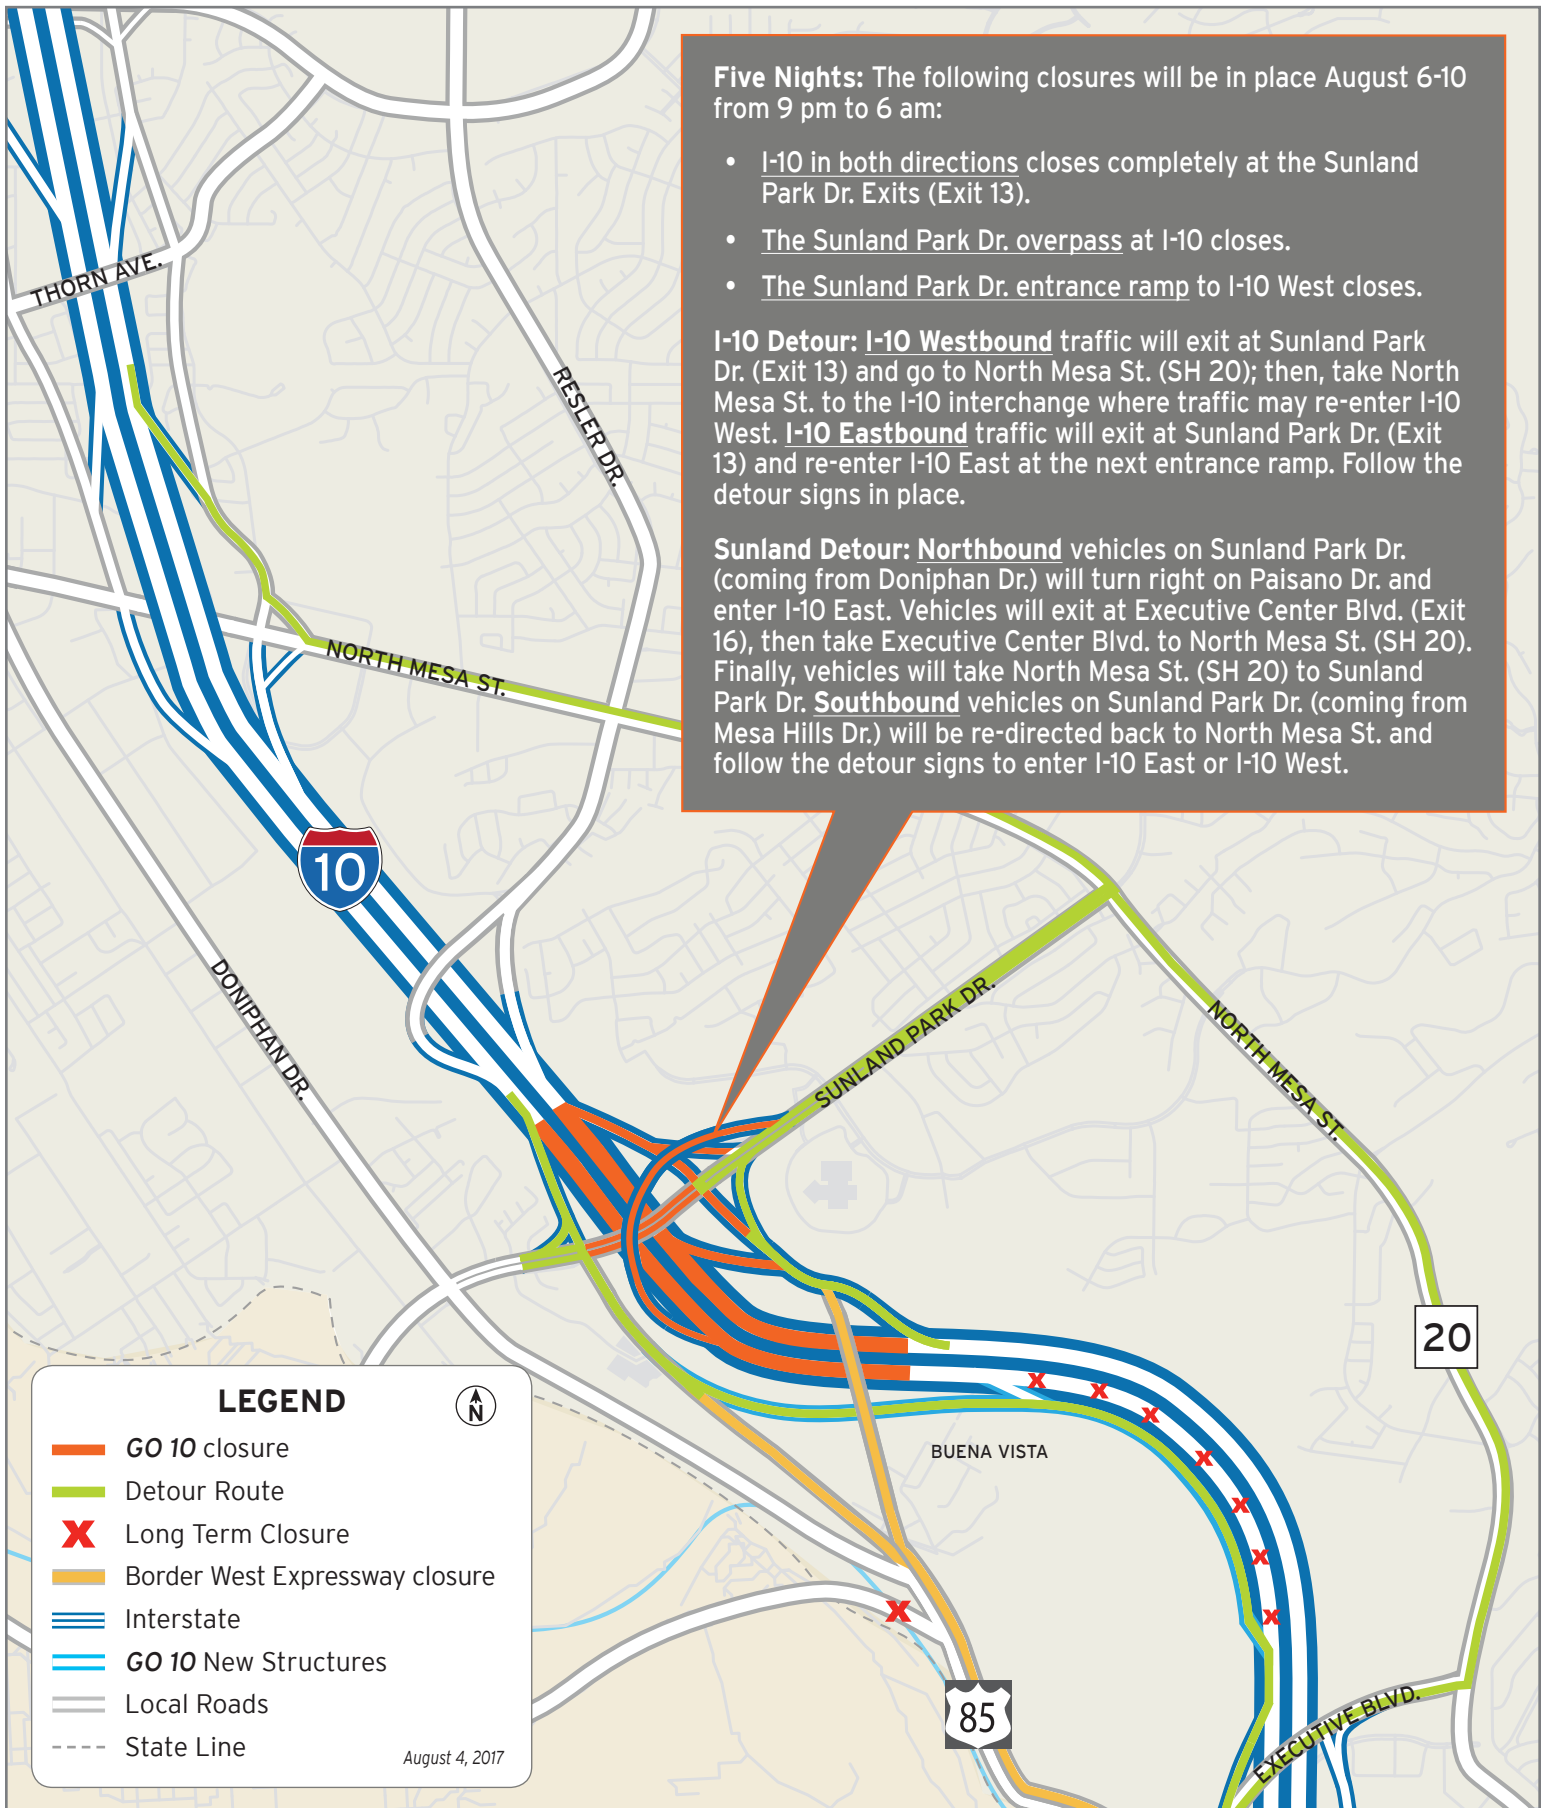 Five Nights: The following closures will be in place August 6-10
from 9 pm to 6 am:
• I-10 in both directions closes completely at the Sunland
Park Dr. Exits (Exit 13).
• The Sunland Park Dr. overpass at I-10 closes.
• The Sunland Park Dr. entrance ramp to I-10 West closes.
I-10 Detour: I-10 Westbound traffic will exit at Sunland Park
Dr. (Exit 13) and go to North Mesa St. (SH 20); then, take North
Mesa St. to the I-10 interchange where traffic may re-enter I-10
West. I-10 Eastbound traffic will exit at Sunland Park Dr. (Exit
13) and re-enter I-10 East at the next entrance ramp. Follow the
detour signs in place.
Sunland Detour: Northbound vehicles on Sunland Park Dr.
(coming from Doniphan Dr.) will turn right on Paisano Dr. and
enter I-10 East. Vehicles will exit at Executive Center Blvd. (Exit
16), then take Executive Center Blvd. to North Mesa St. (SH 20).
Finally, vehicles will take North Mesa St. (SH 20) to Sunland
Park Dr. Southbound vehicles on Sunland Park Dr. (coming from
Mesa Hills Dr.) will be re-directed back to North Mesa St. and
follow the detour signs to enter I-10 East or I-10 West.
THORN AVE.
RESLER DR.
NORTH MESA ST.
10
DONIPHAN DR.
SUNLAND PARK DR.
NORTH MESA ST.
20
BUENA VISTA
85
EXECUTIVE BLVD.
LEGEND
N
GO 10 closure
Detour Route
X Long Term Closure
Border West Expressway closure
Interstate
GO 10 New Structures
Local Roads
State Line
August 4, 2017